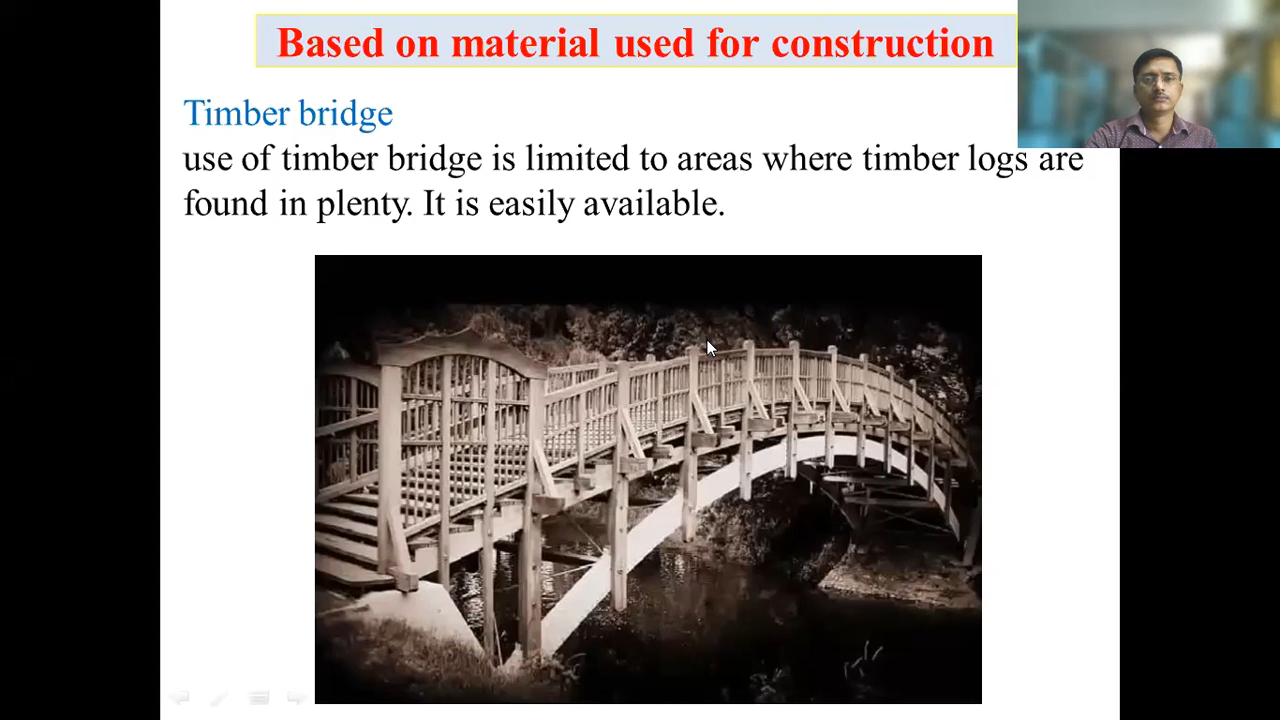 Based on material used for construction
Timber bridge
use of timber bridge is limited to areas where timber logs are
found in plenty. It is easily available.